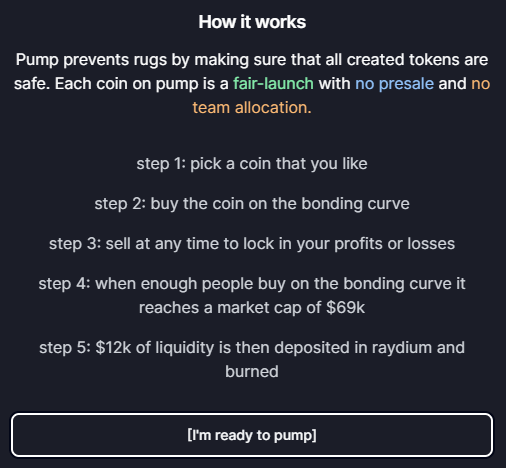 How it works
Pump prevents rugs by making sure that all created tokens are
safe. Each coin on pump is a fair-launch with no presale and no
team allocation.
step 1: pick a coin that you like
step 2: buy the coin on the bonding curve
step 3: sell at any time to lock in your profits or losses
step 4: when enough people buy on the bonding curve it
reaches a market cap of $69k
step 5: $12k of liquidity is then deposited in raydium and
burned
[I'm ready to pump]